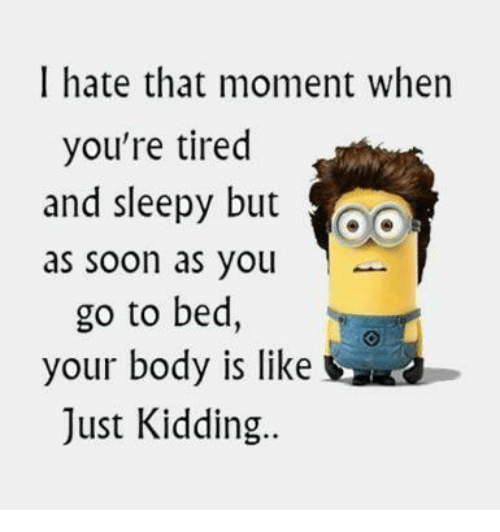 I hate that moment when
you're tired
and sleepy but
as soon as you
go to bed,
your body is like
Just Kidding..